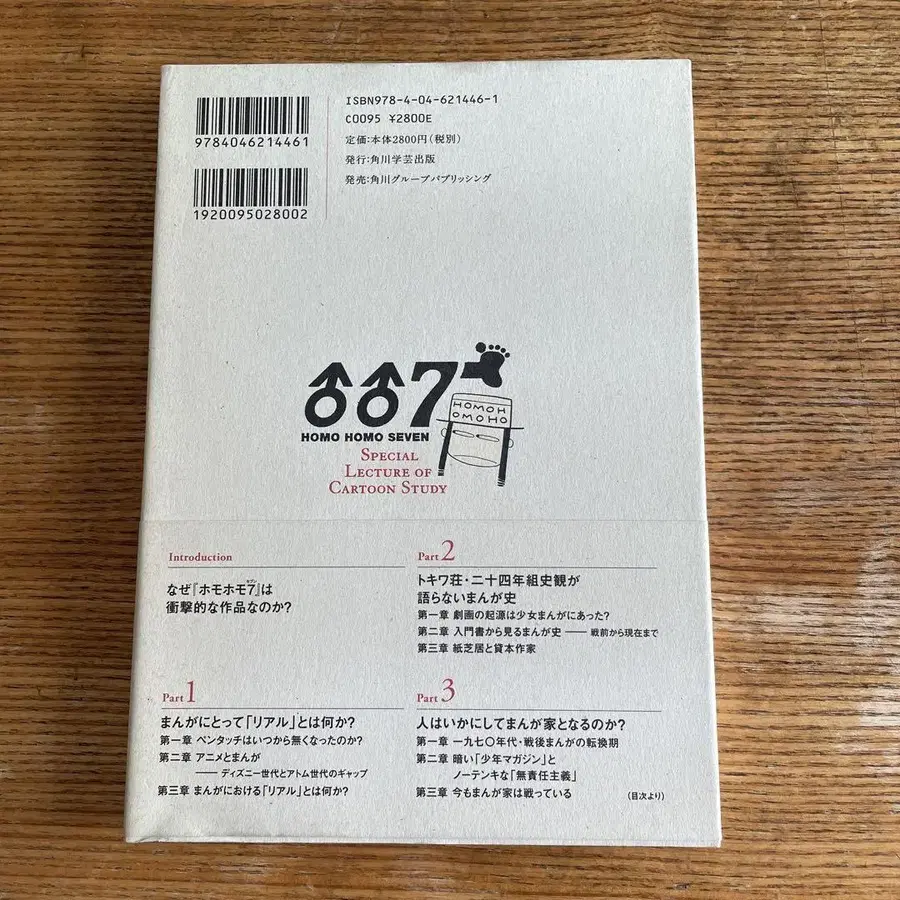 ISBN978-4-04-621446-1
C0095 ¥2800E
定価:本体2800円(税別)
発行:角川学芸出版
発売:角川グループパブリッシング
9784046214461
1920095028002
♂♂7
HOMO HOMO SEVEN
HOMOH
OMOHO
SPECIAL
LECTURE OF
CARTOON STUDY
Introduction
なぜ『ホモホモ7』は
セブン
衝撃的な作品なのか?
Part 1
まんがにとって「リアル」とは何か?
第一章 ペンタッチはいつから無くなったのか?
第二章 アニメとまんが
―― ディズニー世代とアトム世代のギャップ
第三章 まんがにおける「リアル」とは何か?
Part 2
トキワ荘・二十四年組史観が
語らないまんが史
第一章 劇画の起源は少女まんがにあった?
第二章 入門書から見るまんが史 ―― 戦前から現在まで
第三章 紙芝居と貸本作家
Part 3
人はいかにしてまんが家となるのか?
第一章 一九七〇年代・戦後まんがの転換期
第二章 暗い「少年マガジン」と
ノーテンキな「無責任主義」
第三章 今もまんが家は戦っている
(目次より)